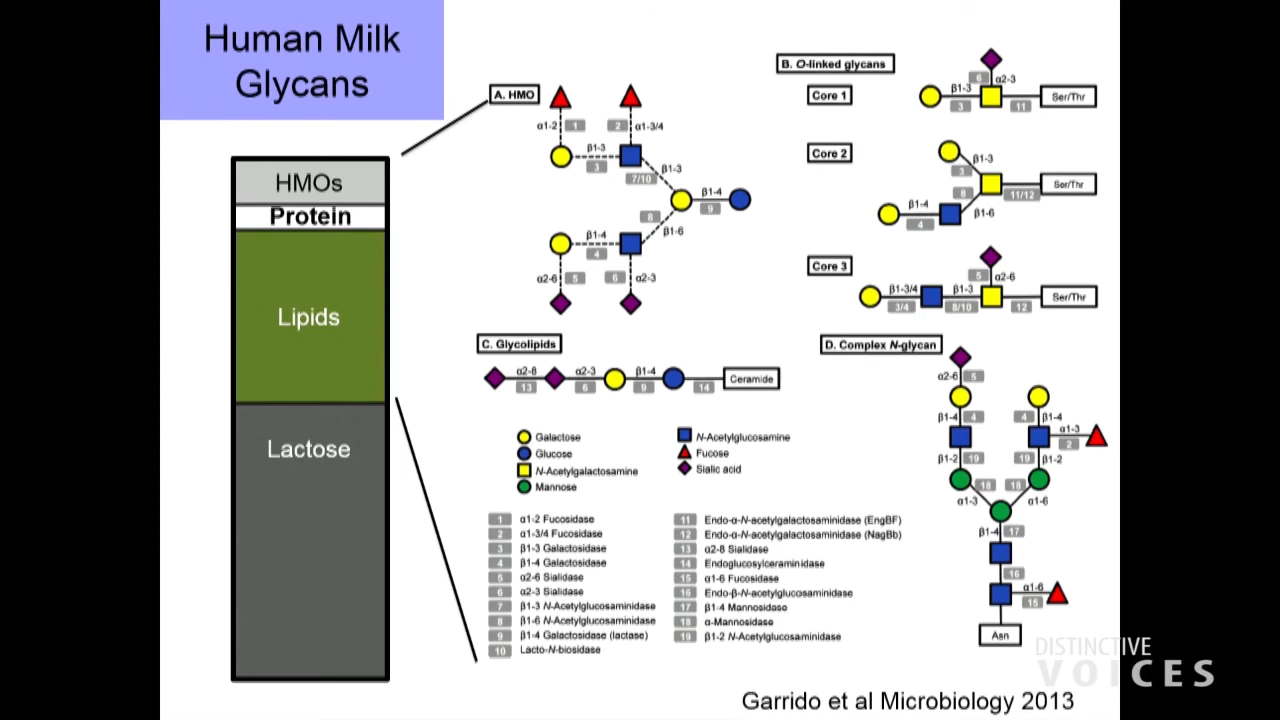 Human Milk
Glycans
HMOs
Protein
Lipids
Lactose
A. HMO
α1-2 1
2 α1-3/4
β1-3
3
7/10
β1-3
β1-4
9
8
β1-6
β1-4
4
α2-6 5
6 α2-3
B. O-linked glycans
Core 1
6 α2-3
β1-3
3
11
Ser/Thr
Core 2
β1-3
3
8
11/12
Ser/Thr
β1-4
4
β1-6
Core 3
5 α2-6
β1-3/4
3/4
β1-3
8/10
12
Ser/Thr
C. Glycolipids
α2-8
13
α2-3
6
β1-4
9
14
Ceramide
D. Complex N-glycan
α2-6 5
β1-4 4
4 β1-4
α1-3
2
β1-2 19
19 β1-2
18
18
α1-3
α1-6
β1-4 17
16
α1-6
15
Asn
Galactose
Glucose
N-Acetylgalactosamine
Mannose
N-Acetylglucosamine
Fucose
Sialic acid
1 α1-2 Fucosidase
2 α1-3/4 Fucosidase
3 β1-3 Galactosidase
4 β1-4 Galactosidase
5 α2-6 Sialidase
6 α2-3 Sialidase
7 β1-3 N-Acetylglucosaminidase
8 β1-6 N-Acetylglucosaminidase
9 β1-4 Galactosidase (lactase)
10 Lacto-N-biosidase
11 Endo-α-N-acetylgalactosaminidase (EngBF)
12 Endo-α-N-acetylgalactosaminidase (NagBb)
13 α2-8 Sialidase
14 Endoglucosylceraminidase
15 α1-6 Fucosidase
16 Endo-β-N-acetylglucosaminidase
17 β1-4 Mannosidase
18 α-Mannosidase
19 β1-2 N-Acetylglucosaminidase
DISTINCTIVE
VOICES
Garrido et al Microbiology 2013